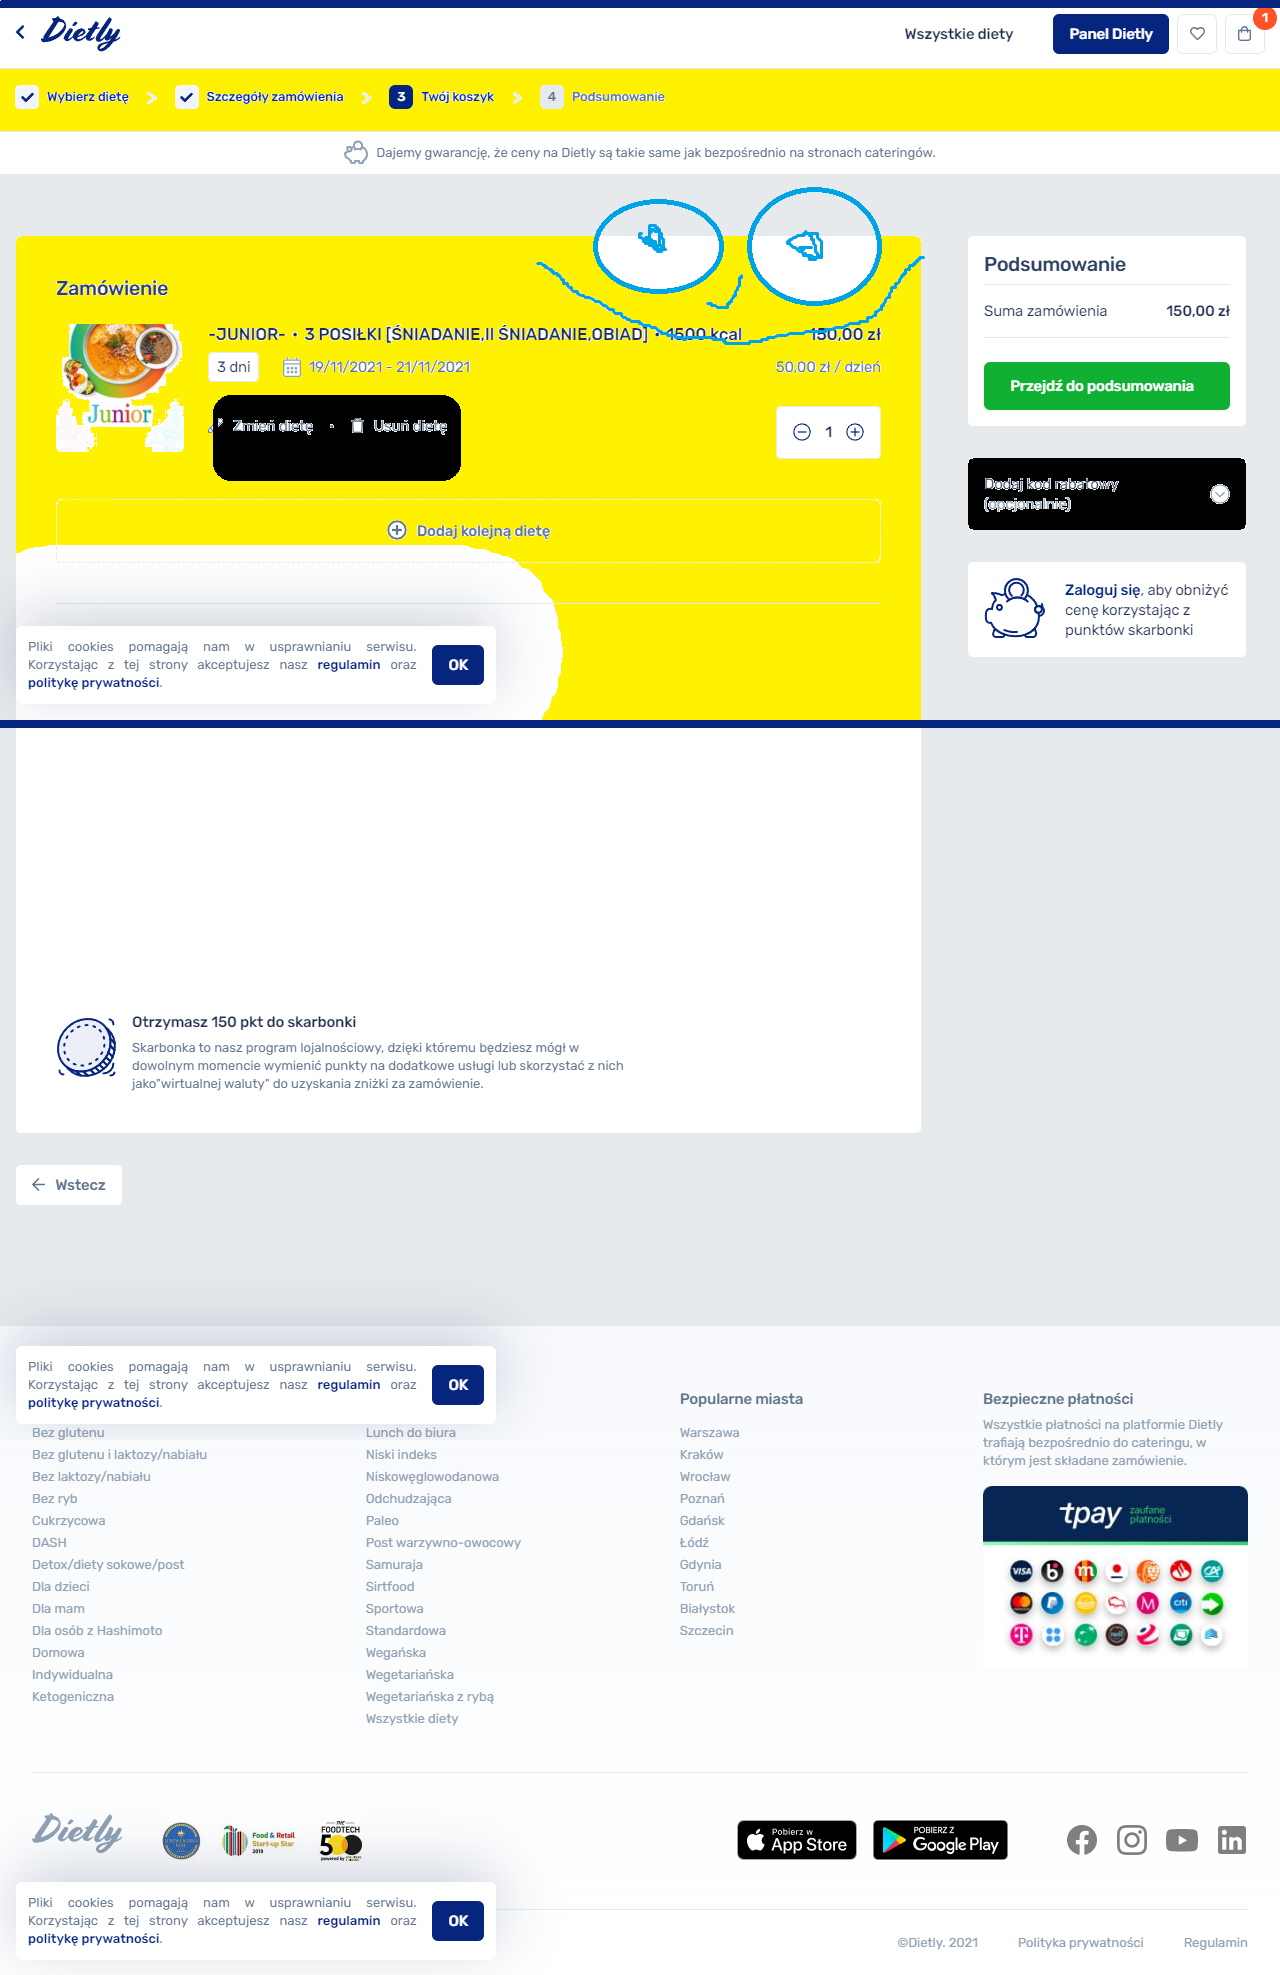 Dietly
Wszystkie diety
Panel Dietly
1
Wybierz dietę
Szczegóły zamówienia
3 Twój koszyk
4 Podsumowanie
Dajemy gwarancję, że ceny na Dietly są takie same jak bezpośrednio na stronach cateringów.
Zamówienie
Junior
-JUNIOR- • 3 POSIŁKI [ŚNIADANIE,II ŚNIADANIE,OBIAD] • 1500 kcal
150,00 zł
3 dni
19/11/2021 - 21/11/2021
50,00 zł / dzień
Zmień dietę
Usuń dietę
1
Dodaj kolejną dietę
Podsumowanie
Suma zamówienia 150,00 zł
Przejdź do podsumowania
Dodaj kod rabatowy
(opcjonalnie)
Zaloguj się, aby obniżyć
cenę korzystając z
punktów skarbonki
Pliki cookies pomagają nam w usprawnianiu serwisu.
Korzystając z tej strony akceptujesz nasz regulamin oraz
politykę prywatności.
OK
Otrzymasz 150 pkt do skarbonki
Skarbonka to nasz program lojalnościowy, dzięki któremu będziesz mógł w
dowolnym momencie wymienić punkty na dodatkowe usługi lub skorzystać z nich
jako"wirtualnej waluty" do uzyskania zniżki za zamówienie.
Wstecz
Pliki cookies pomagają nam w usprawnianiu serwisu.
Korzystając z tej strony akceptujesz nasz regulamin oraz
politykę prywatności.
OK
Bez glutenu
Bez glutenu i laktozy/nabiału
Bez laktozy/nabiału
Bez ryb
Cukrzycowa
DASH
Detox/diety sokowe/post
Dla dzieci
Dla mam
Dla osób z Hashimoto
Domowa
Indywidualna
Ketogeniczna
Lunch do biura
Niski indeks
Niskowęglowodanowa
Odchudzająca
Paleo
Post warzywno-owocowy
Samuraja
Sirtfood
Sportowa
Standardowa
Wegańska
Wegetariańska
Wegetariańska z rybą
Wszystkie diety
Popularne miasta
Warszawa
Kraków
Wrocław
Poznań
Gdańsk
Łódź
Gdynia
Toruń
Białystok
Szczecin
Bezpieczne płatności
Wszystkie płatności na platformie Dietly
trafiają bezpośrednio do cateringu, w
którym jest składane zamówienie.
tpay zaufane
płatności
VISA
citi
Dietly
Food & Retail
Start-up Star
2019
THE
FOODTECH
500
powered by
Pobierz w
App Store
POBIERZ Z
Google Play
Pliki cookies pomagają nam w usprawnianiu serwisu.
Korzystając z tej strony akceptujesz nasz regulamin oraz
politykę prywatności.
OK
©Dietly. 2021
Polityka prywatności
Regulamin